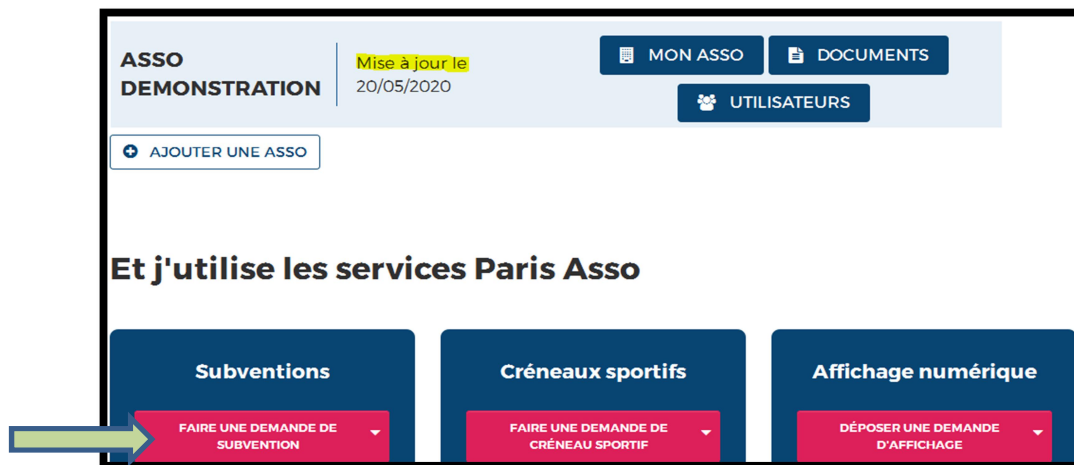 ASSO
DEMONSTRATION
Mise à jour le
20/05/2020
MON ASSO
DOCUMENTS
UTILISATEURS
AJOUTER UNE ASSO
Et j'utilise les services Paris Asso
Subventions
FAIRE UNE DEMANDE DE
SUBVENTION
Créneaux sportifs
FAIRE UNE DEMANDE DE
CRÉNEAU SPORTIF
Affichage numérique
DÉPOSER UNE DEMANDE
D'AFFICHAGE